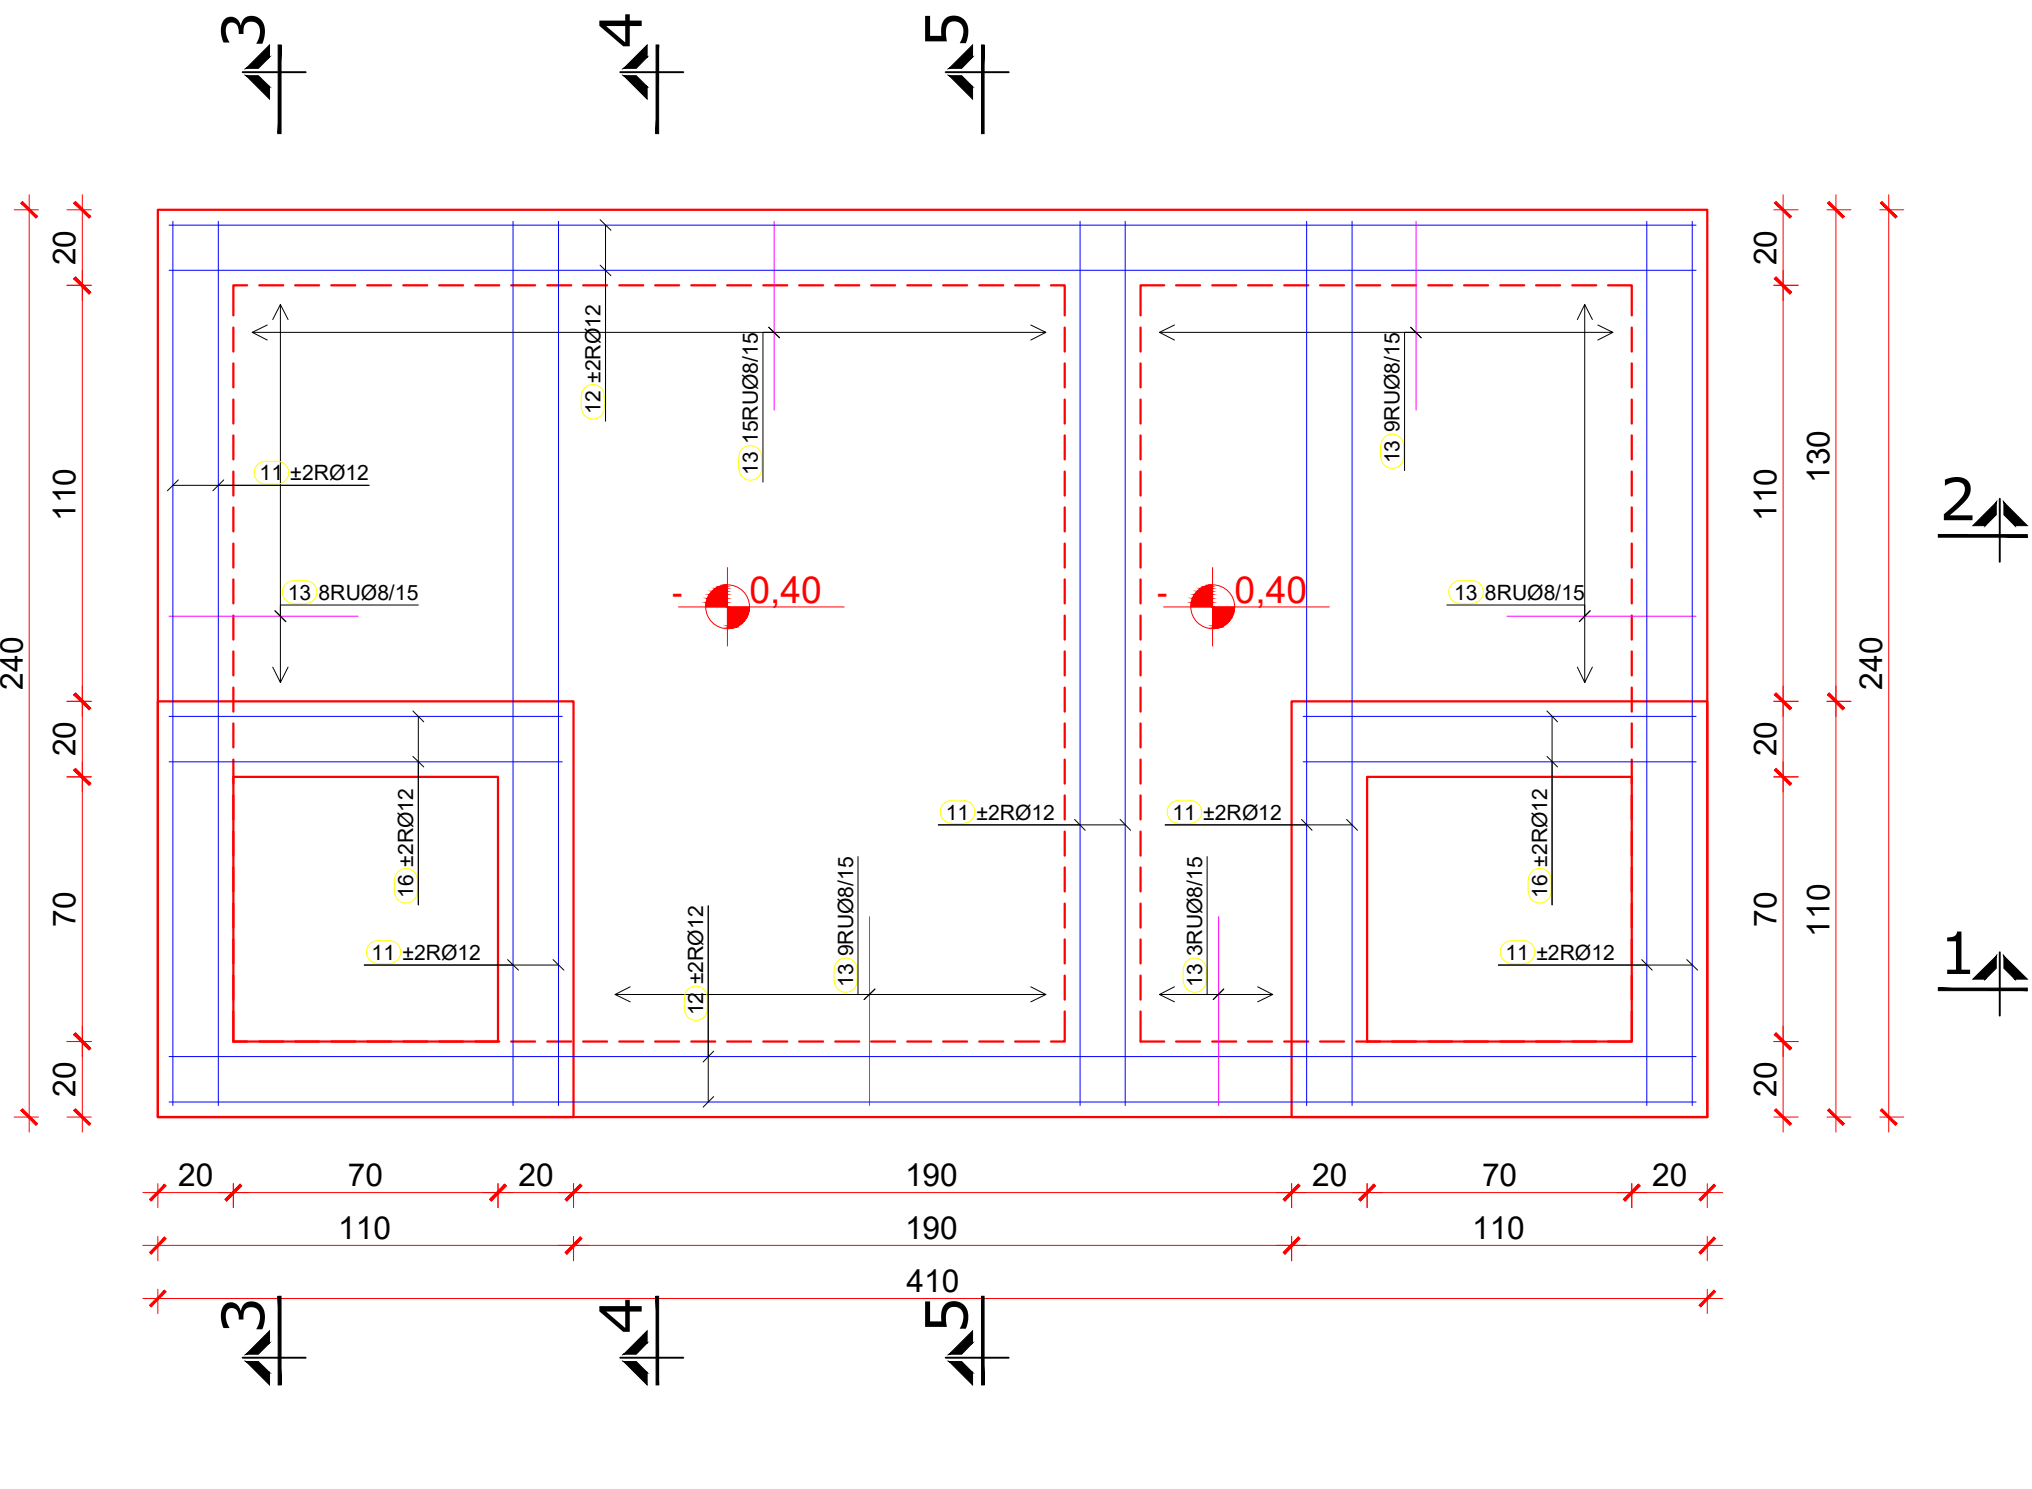 3
4
5
20
20
12 ±2RØ12
13 15RUØ8/15
13 9RUØ8/15
11 ±2RØ12
110
110
130
2
13 8RUØ8/15
- 0,40
- 0,40
13 8RUØ8/15
240
240
20
20
16 ±2RØ12
11 ±2RØ12
11 ±2RØ12
16 ±2RØ12
70
70
110
12 ±2RØ12
13 9RUØ8/15
13 3RUØ8/15
11 ±2RØ12
11 ±2RØ12
1
20
20
20 70 20 190 20 70 20
110 190 110
410
3
4
5